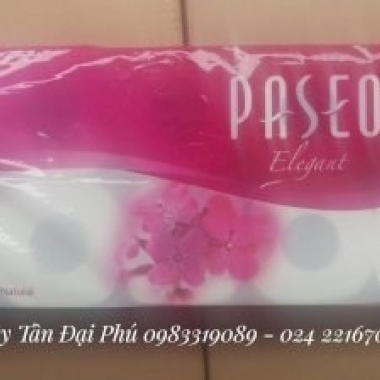 PASEO
Elegant
Natural
y Tân Đại Phú 0983319089 - 024 221670